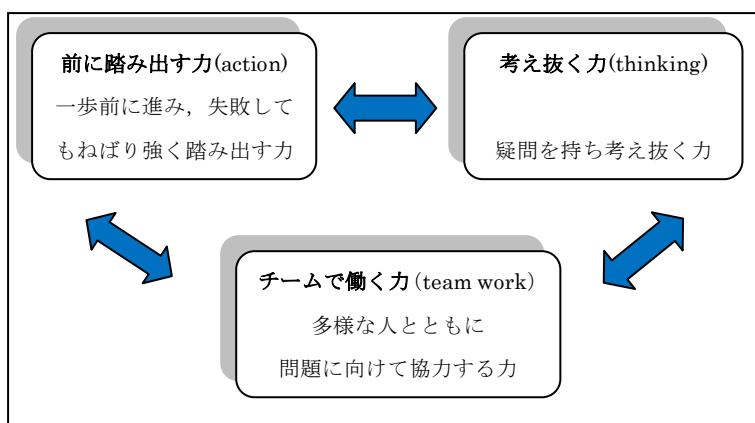 前に踏み出す力(action)
一歩前に進み，失敗して
もねばり強く踏み出す力
考え抜く力(thinking)
疑問を持ち考え抜く力
チームで働く力(team work)
多様な人とともに
問題に向けて協力する力